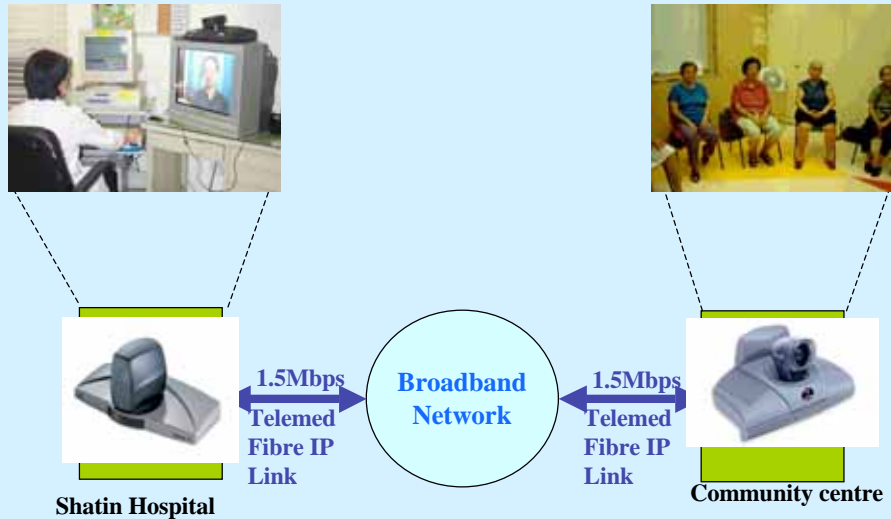 1.5Mbps
Telemed
Fibre IP
Link
Broadband
Network
1.5Mbps
Telemed
Fibre IP
Link
Shatin Hospital
Community centre